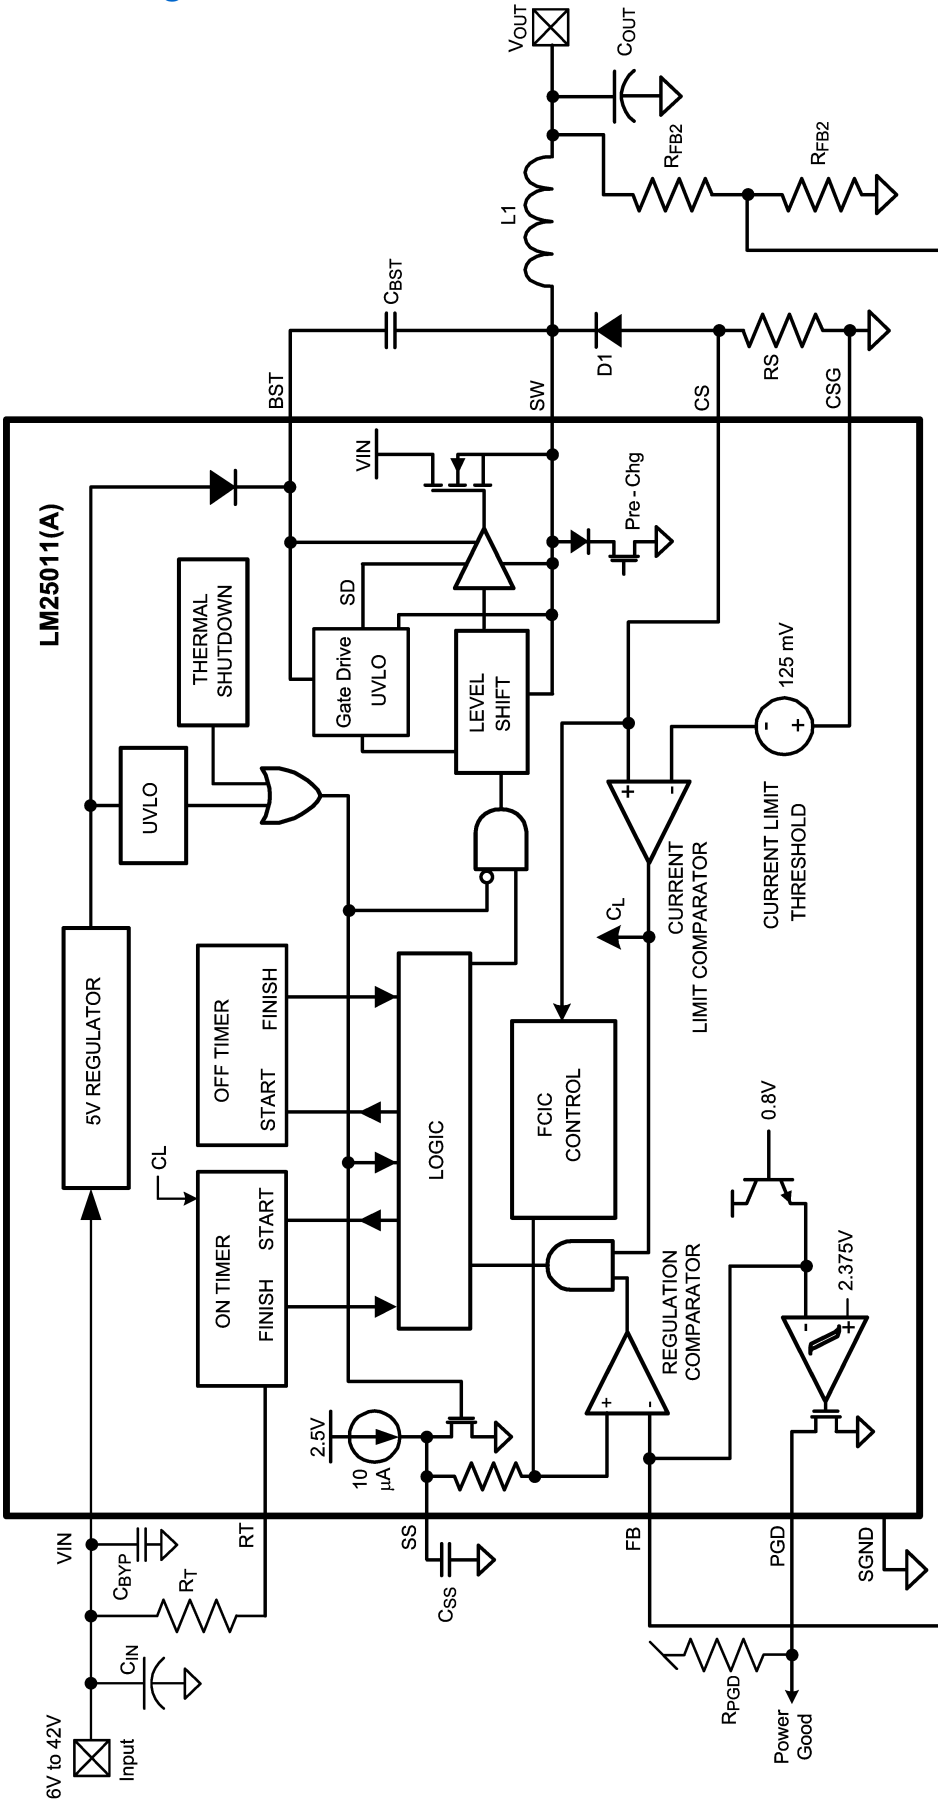 LM25011(A)
6V to 42V
Input
CIN
CBYP
VIN
RT
RT
5V REGULATOR
UVLO
THERMAL
SHUTDOWN
CL
ON TIMER
FINISH START
OFF TIMER
START FINISH
LOGIC
Gate Drive
UVLO
SD
LEVEL
SHIFT
VIN
BST
CBST
SW
L1
VOUT
COUT
RFB2
RFB2
D1
CS
RS
CSG
Pre - Chg
2.5V
10
µA
SS
CSS
FCIC
CONTROL
CL
+
-
CURRENT
LIMIT COMPARATOR
-
+
125 mV
CURRENT LIMIT
THRESHOLD
+
-
REGULATION
COMPARATOR
0.8V
2.375V
-
+
FB
PGD
SGND
RPGD
Power
Good